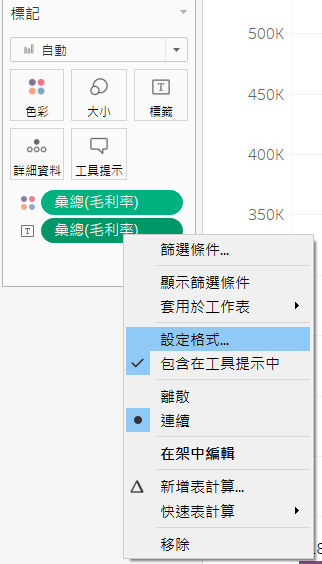 標記
自動
色彩
大小
標籤
詳細資料
工具提示
彙總(毛利率)
彙總(毛利率)
篩選條件...
顯示篩選條件
套用於工作表
設定格式...
包含在工具提示中
離散
連續
在架中編輯
新增表計算...
快速表計算
移除
500K
450K
400K
350K